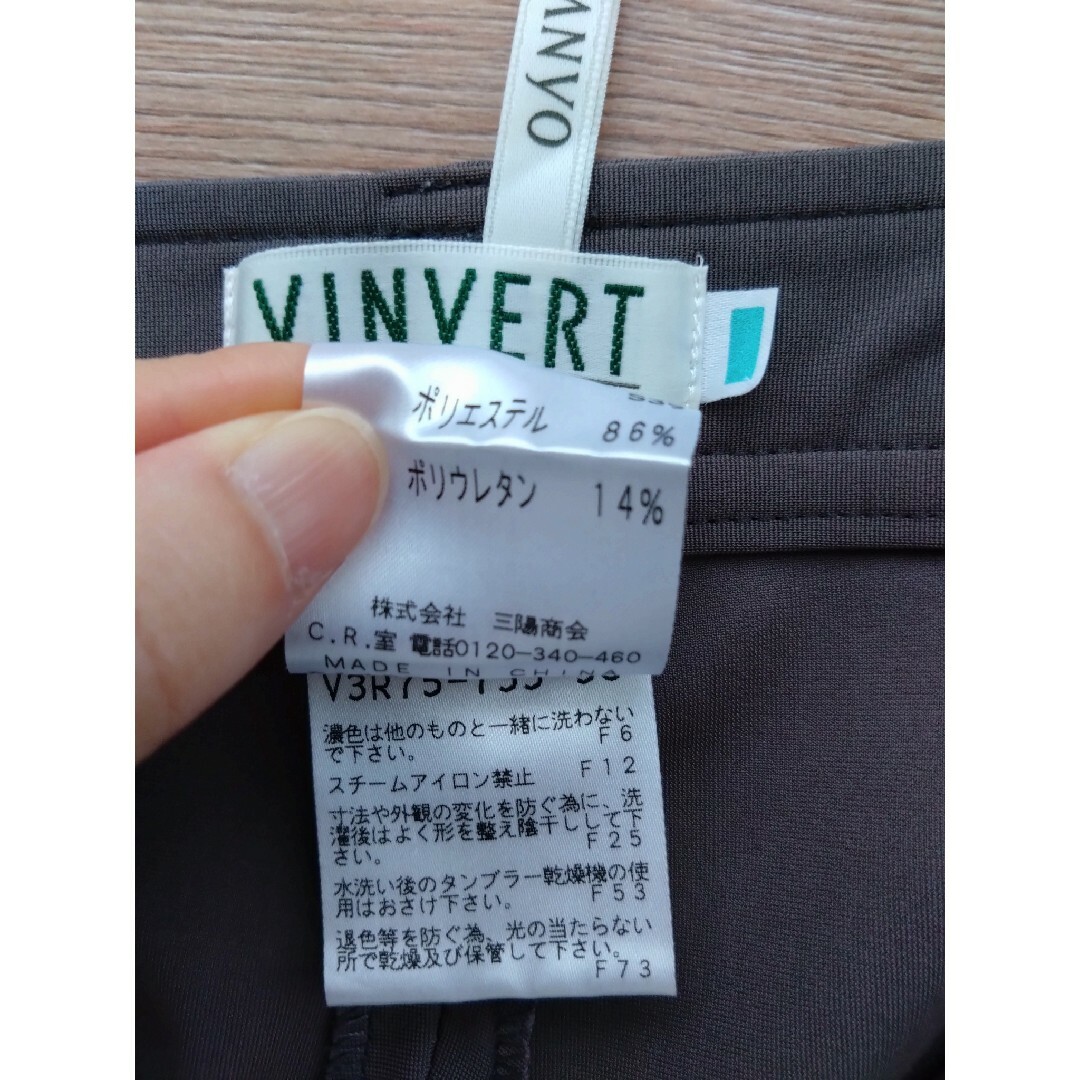 ANYO
VINVERT
ポリエステル 86%
ポリウレタン 14%
株式会社 三陽商会
C.R.室 電話0120-340-460
MADE IN CHINA
濃色は他のものと一緒に洗わない
で下さい。 F6
スチームアイロン禁止 F12
寸法や外観の変化を防ぐ為に、洗
濯後はよく形を整え陰干しして下
さい。 F25
水洗い後のタンブラー乾燥機の使
用はおさけ下さい。 F53
退色等を防ぐ為、光の当たらない
所で乾燥及び保管して下さい。
F73